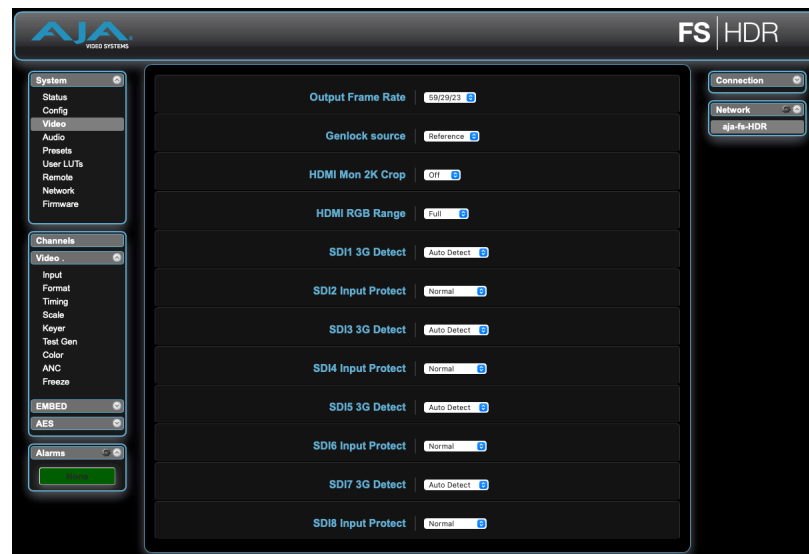 AJA
VIDEO SYSTEMS
FS HDR
System
Status
Config
Video
Audio
Presets
User LUTs
Remote
Network
Firmware
Channels
Video .
Input
Format
Timing
Scale
Keyer
Test Gen
Color
ANC
Freeze
EMBED
AES
Alarms
None
Output Frame Rate 59/29/23
Genlock source Reference
HDMI Mon 2K Crop Off
HDMI RGB Range Full
SDI1 3G Detect Auto Detect
SDI2 Input Protect Normal
SDI3 3G Detect Auto Detect
SDI4 Input Protect Normal
SDI5 3G Detect Auto Detect
SDI6 Input Protect Normal
SDI7 3G Detect Auto Detect
SDI8 Input Protect Normal
Connection
Network
aja-fs-HDR